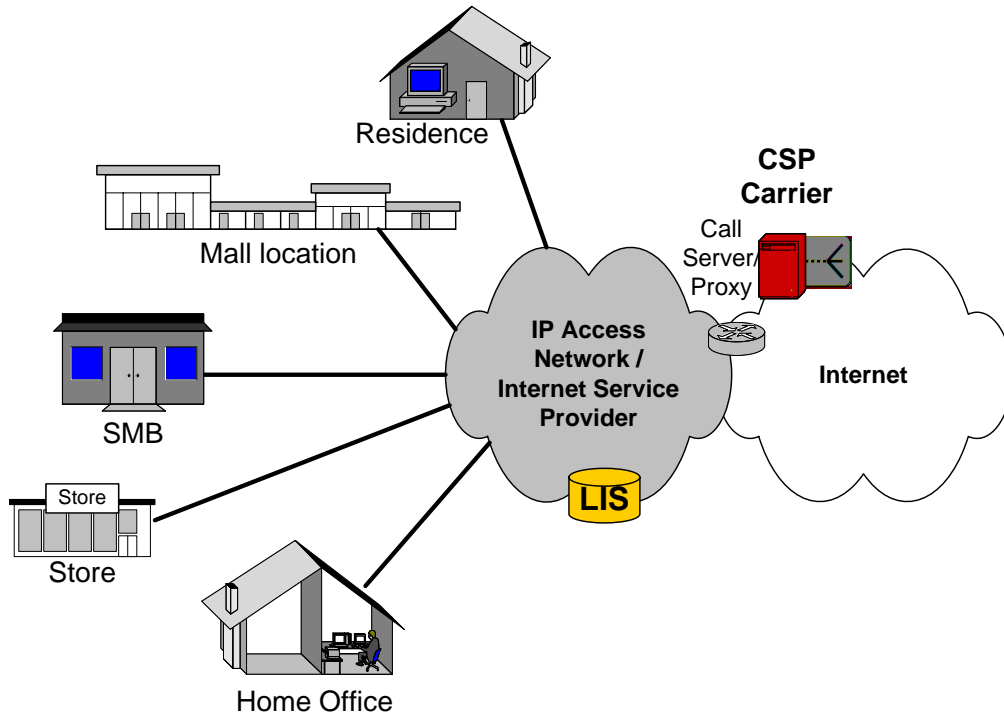 Residence
CSP
Carrier
Mall location
Call
Server/
Proxy
IP Access
Network /
Internet Service
Provider
Internet
SMB
LIS
Store
Store
Home Office